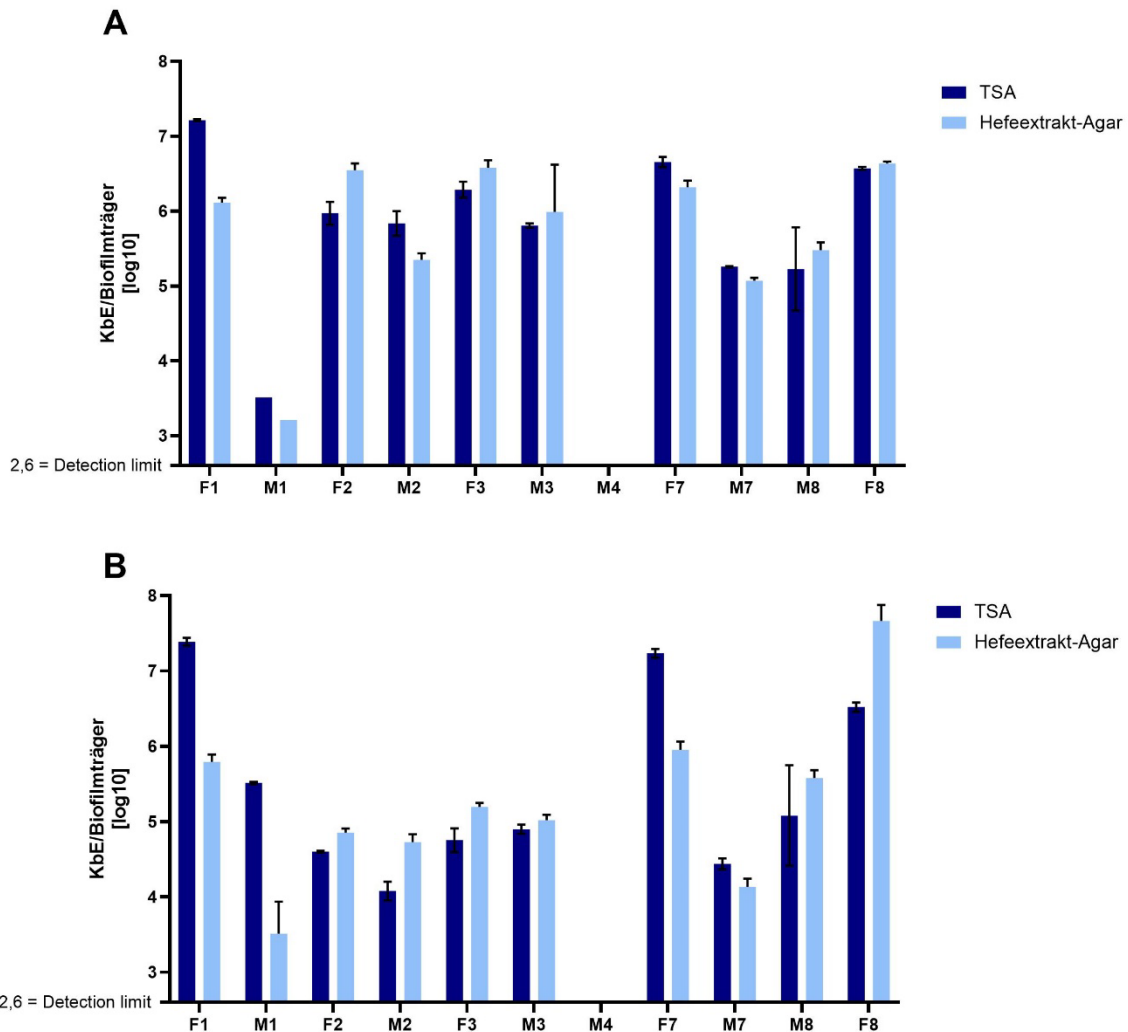 A
8
7
6
5
4
3
KbE/Biofilmträger
[log10]
2,6 = Detection limit
F1 M1 F2 M2 F3 M3 M4 F7 M7 M8 F8
TSA
Hefeextrakt-Agar
B
8
7
6
5
4
3
KbE/Biofilmträger
[log10]
2,6 = Detection limit
F1 M1 F2 M2 F3 M3 M4 F7 M7 M8 F8
TSA
Hefeextrakt-Agar